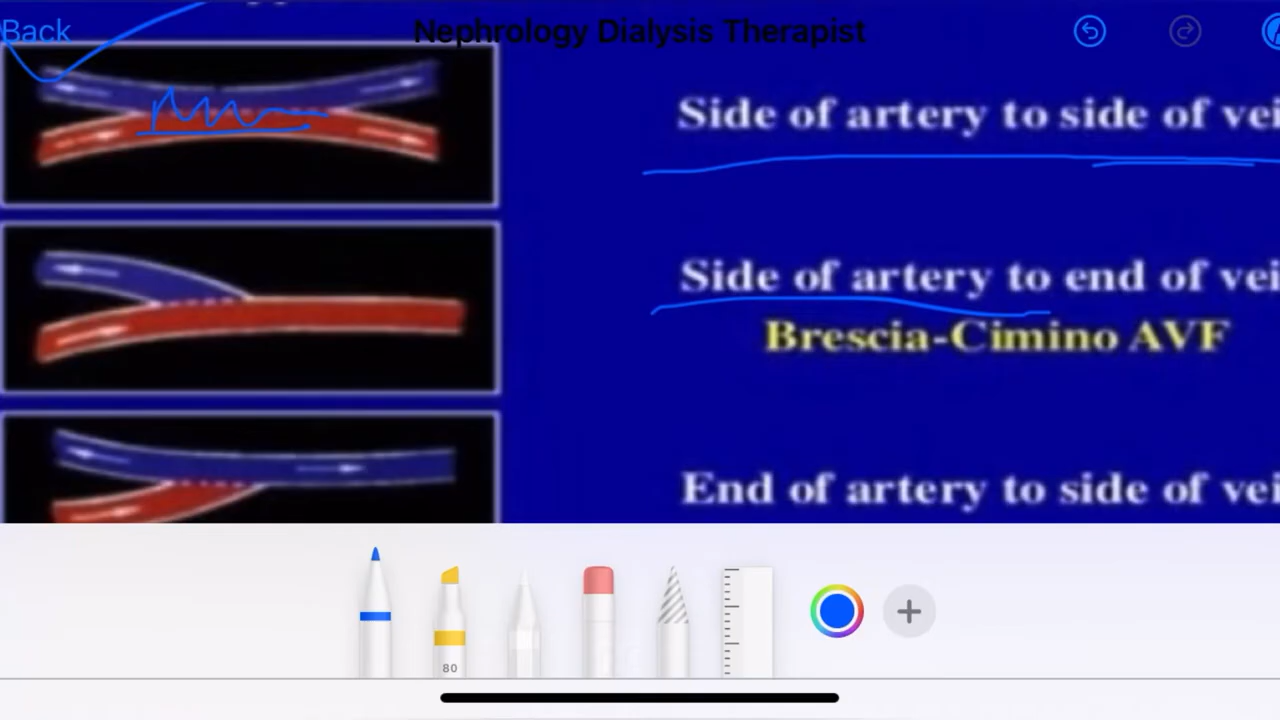 Back
Nephrology Dialysis Therapist
Side of artery to side of vei
Side of artery to end of vei
Brescia-Cimino AVF
End of artery to side of vei
80